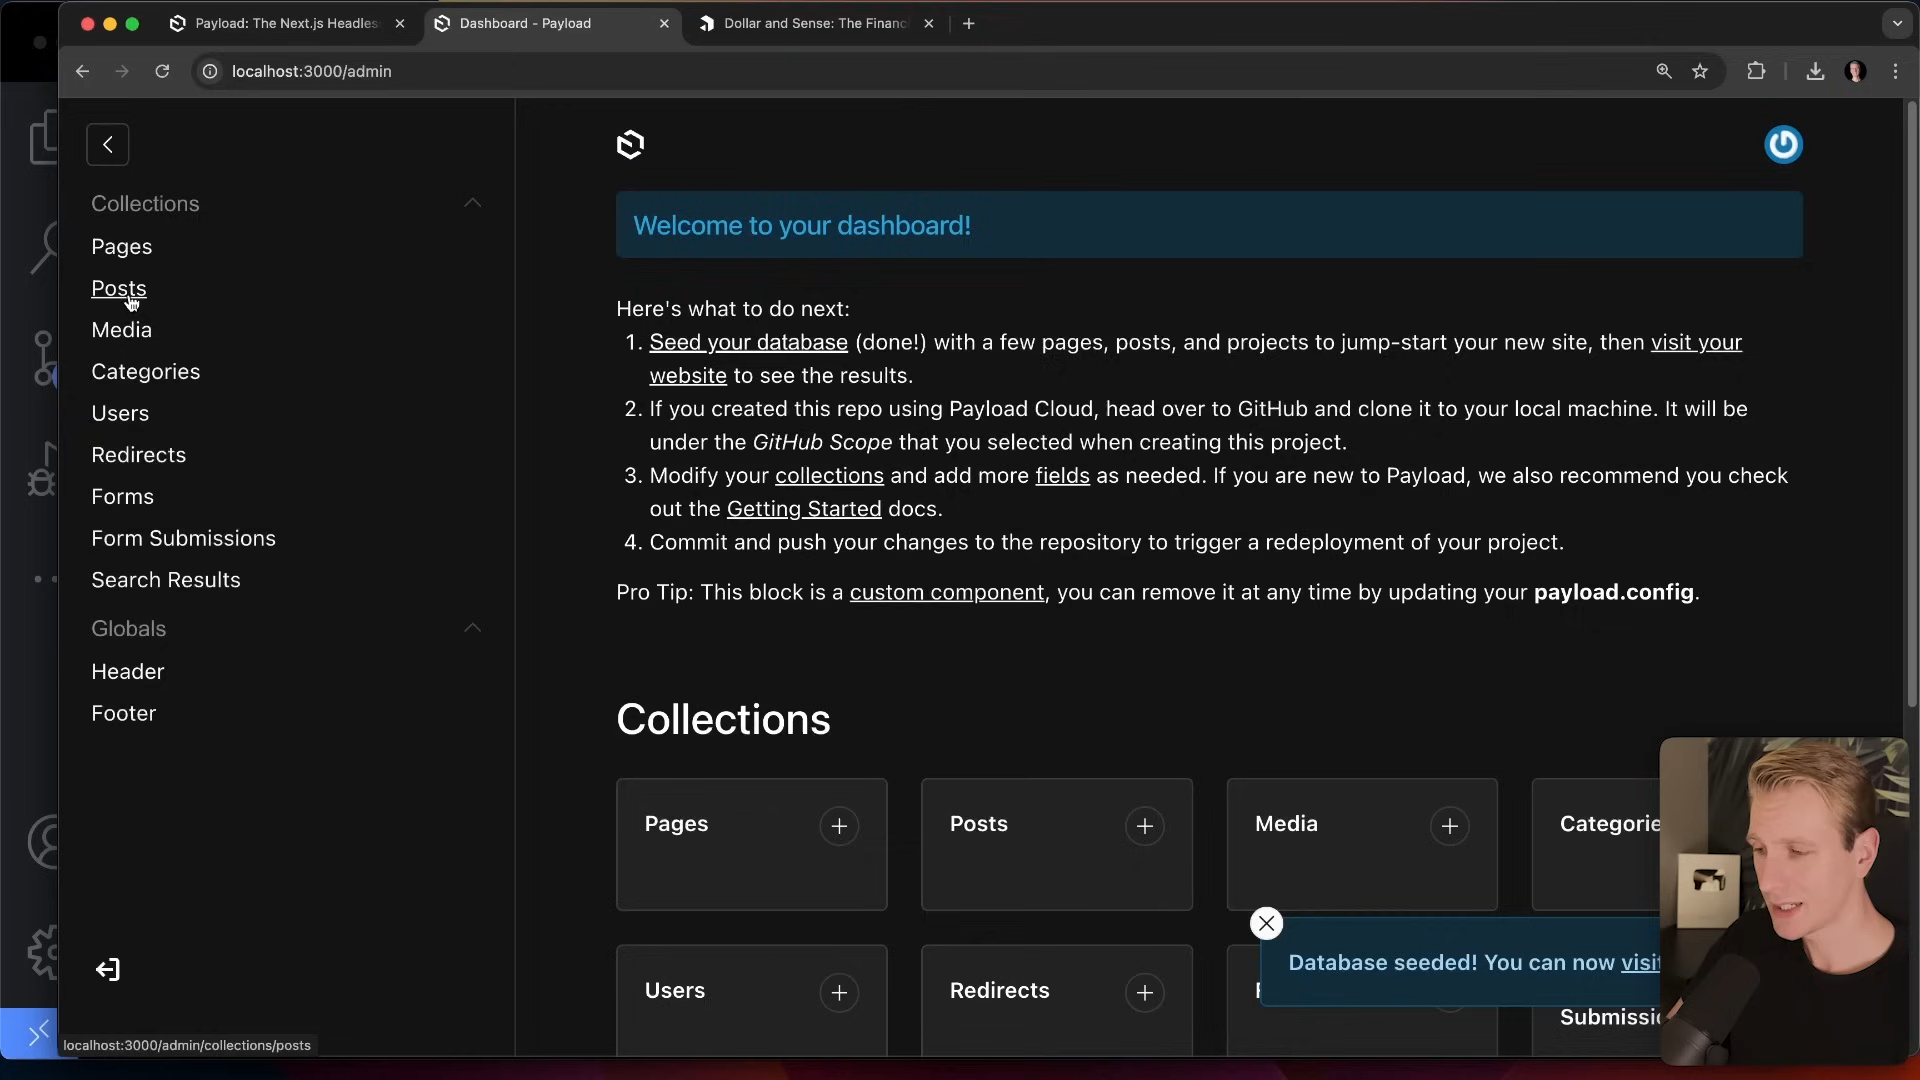 Payload: The Next.js Headles
Dashboard - Payload
Dollar and Sense: The Financ
localhost:3000/admin
Collections
Pages
Posts
Media
Categories
Users
Redirects
Forms
Form Submissions
Search Results
Globals
Header
Footer
Welcome to your dashboard!
Here's what to do next:
1. Seed your database (done!) with a few pages, posts, and projects to jump-start your new site, then visit your
website to see the results.
2. If you created this repo using Payload Cloud, head over to GitHub and clone it to your local machine. It will be
under the GitHub Scope that you selected when creating this project.
3. Modify your collections and add more fields as needed. If you are new to Payload, we also recommend you check
out the Getting Started docs.
4. Commit and push your changes to the repository to trigger a redeployment of your project.
Pro Tip: This block is a custom component, you can remove it at any time by updating your payload.config.
Collections
Pages
Posts
Media
Categorie
Users
Redirects
F
Submissic
Database seeded! You can now visit
localhost:3000/admin/collections/posts